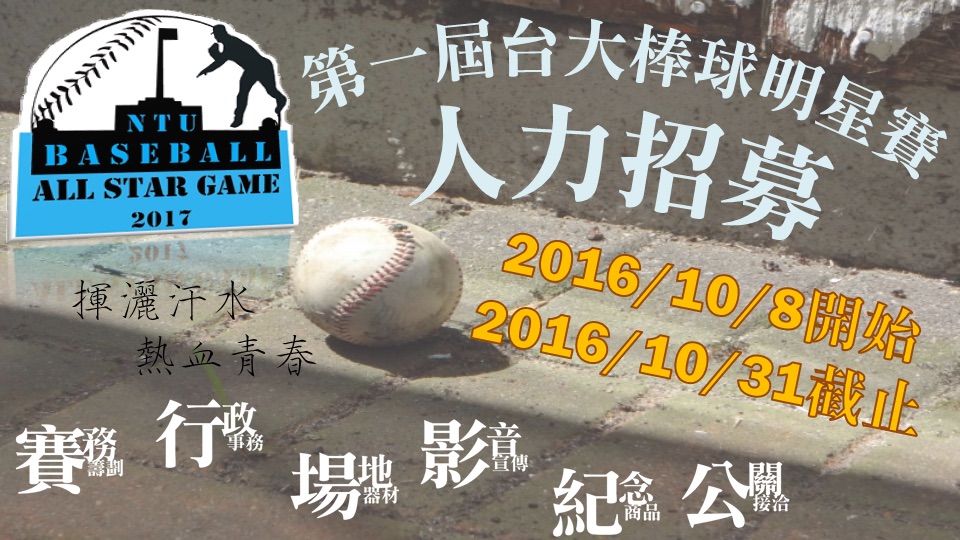 NTU
BASEBALL
ALL STAR GAME
2017
第一屆台大棒球明星賽
人力招募
2016/10/8開始
2016/10/31截止
揮灑汗水
熱血青春
賽務籌劃
行政事務
場地器材
影音宣傳
紀念商品
公關接洽